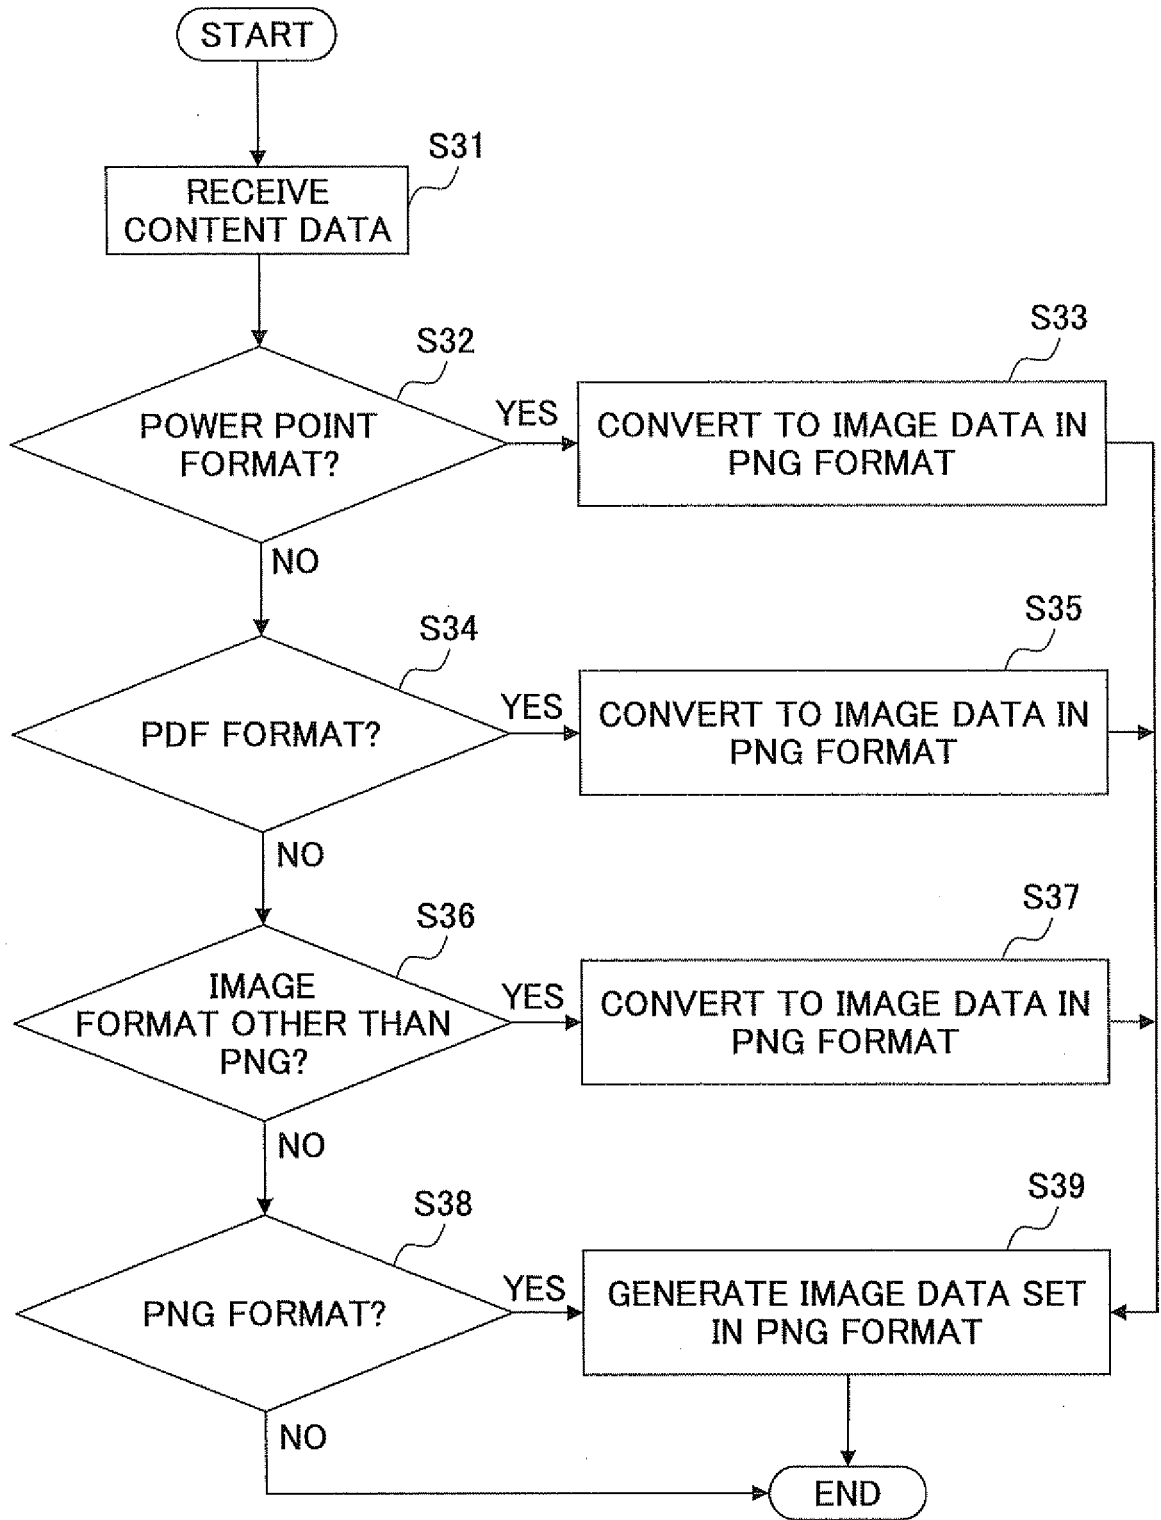 START
S31
RECEIVE
CONTENT DATA
S32
POWER POINT
FORMAT?
YES
S33
CONVERT TO IMAGE DATA IN
PNG FORMAT
NO
S34
PDF FORMAT?
YES
S35
CONVERT TO IMAGE DATA IN
PNG FORMAT
NO
S36
IMAGE
FORMAT OTHER THAN
PNG?
YES
S37
CONVERT TO IMAGE DATA IN
PNG FORMAT
NO
S38
PNG FORMAT?
YES
S39
GENERATE IMAGE DATA SET
IN PNG FORMAT
NO
END